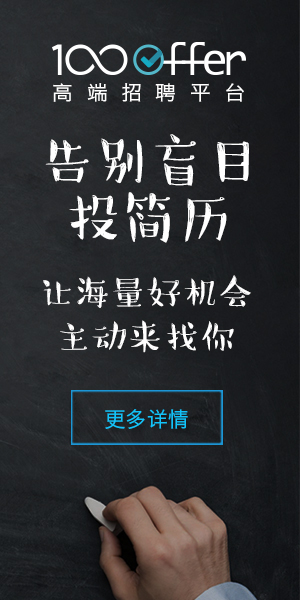 100offer
高端招聘平台
告别盲目
投简历
让海量好机会
主动来找你
更多详情